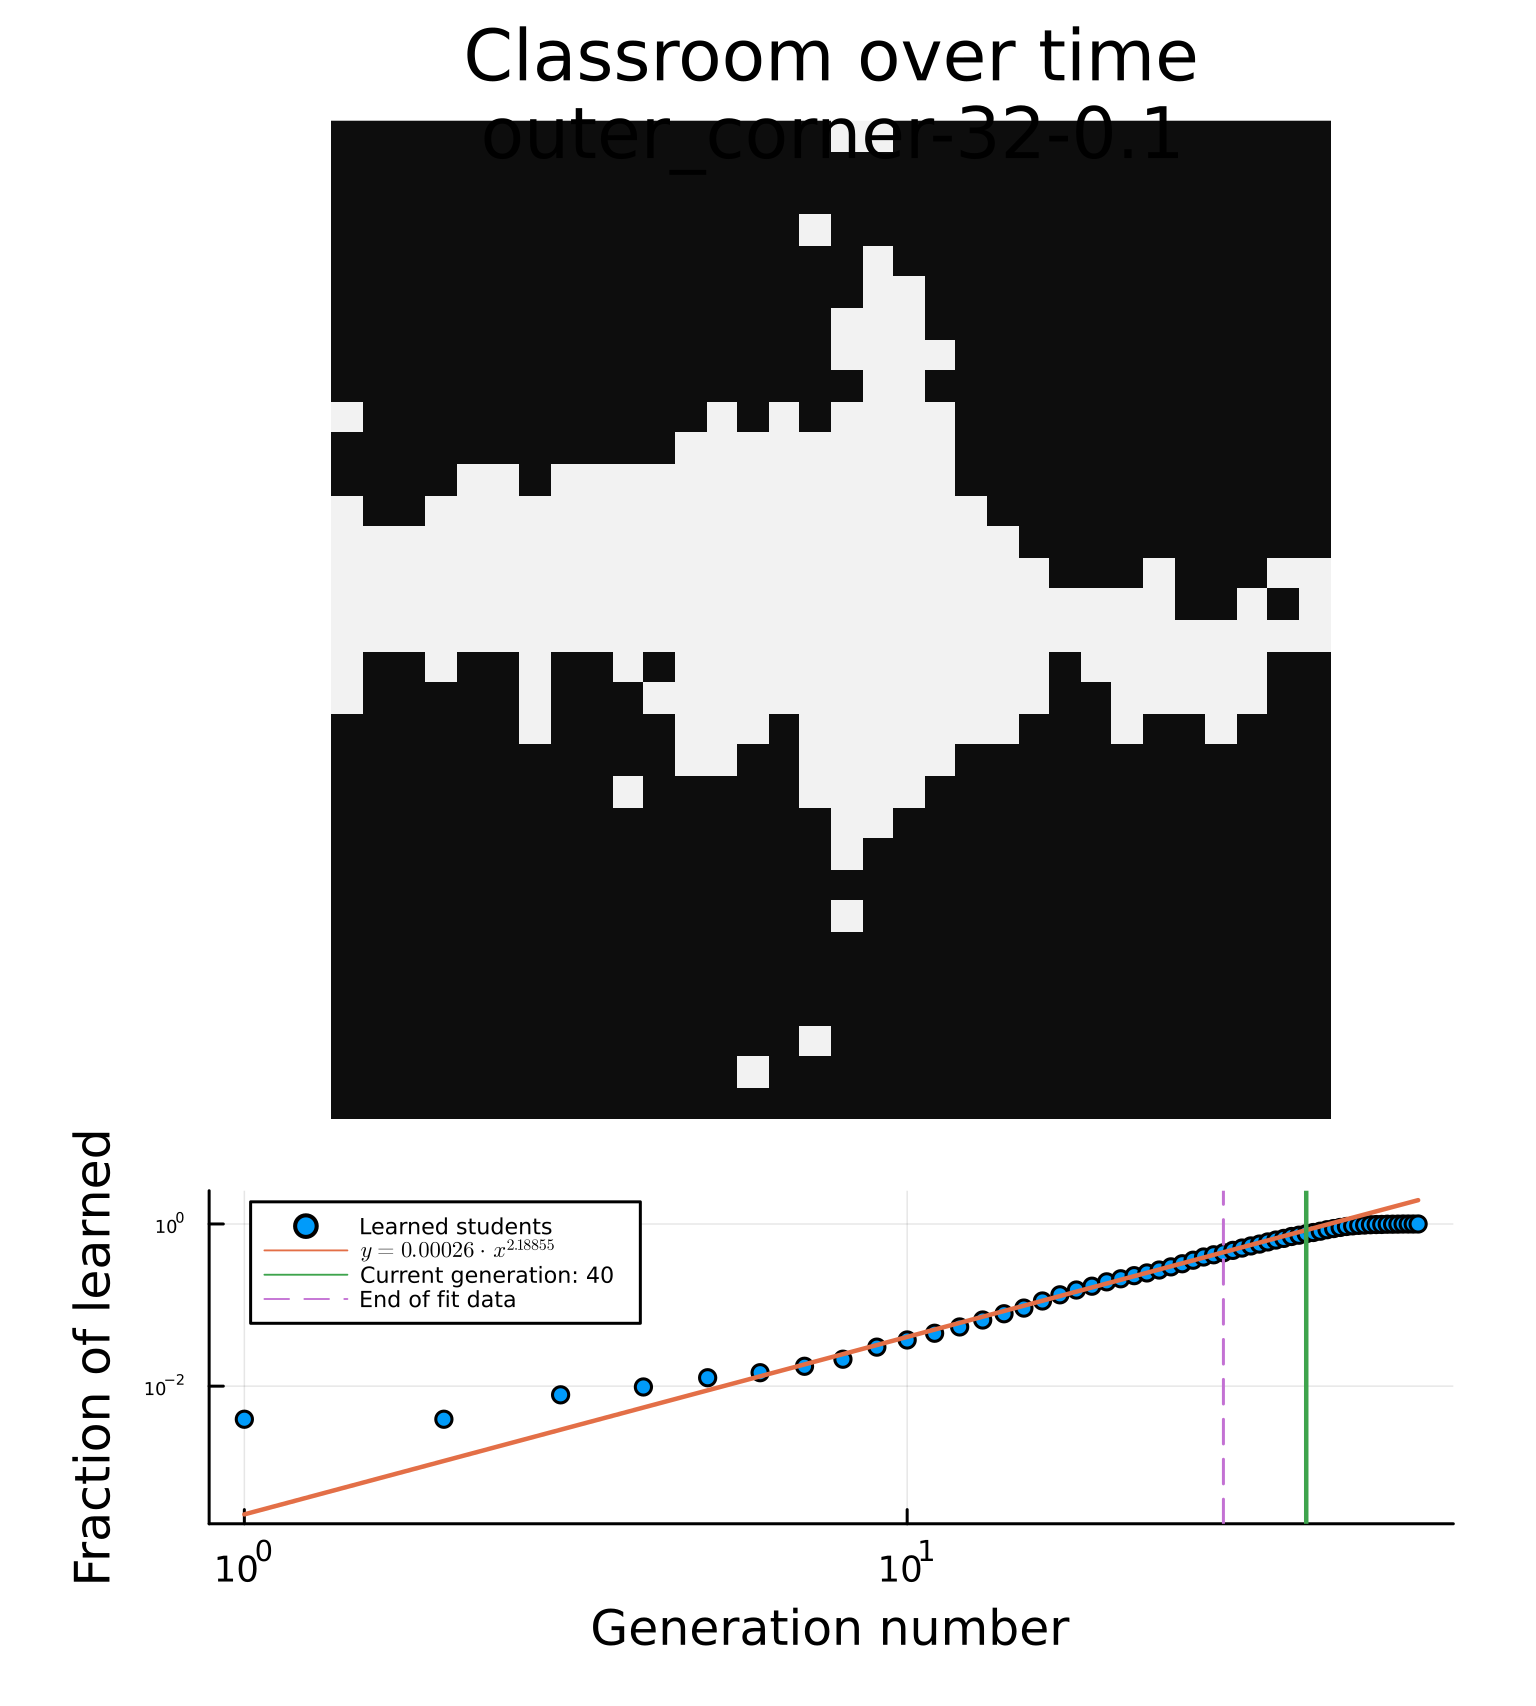 Classroom over time
outer_corner-32-0.1
Fraction of learned
10⁰
10⁻²
Learned students
y = 0.00026 · x^2.18855
Current generation: 40
End of fit data
10⁰
10¹
Generation number